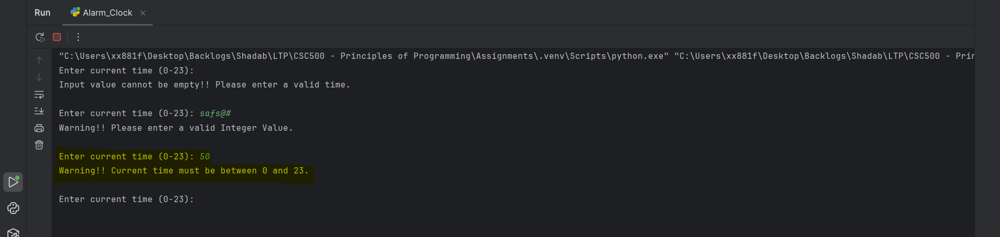 Run
Alarm_Clock
"C:\Users\xx881f\Desktop\Backlogs\Shadab\LTP\CSC500 - Principles of Programming\Assignments\.venv\Scripts\python.exe" "C:\Users\xx881f\Desktop\Backlogs\Shadab\LTP\CSC500 - Prin
Enter current time (0-23):
Input value cannot be empty!! Please enter a valid time.
Enter current time (0-23): safs@#
Warning!! Please enter a valid Integer Value.
Enter current time (0-23): 50
Warning!! Current time must be between 0 and 23.
Enter current time (0-23):